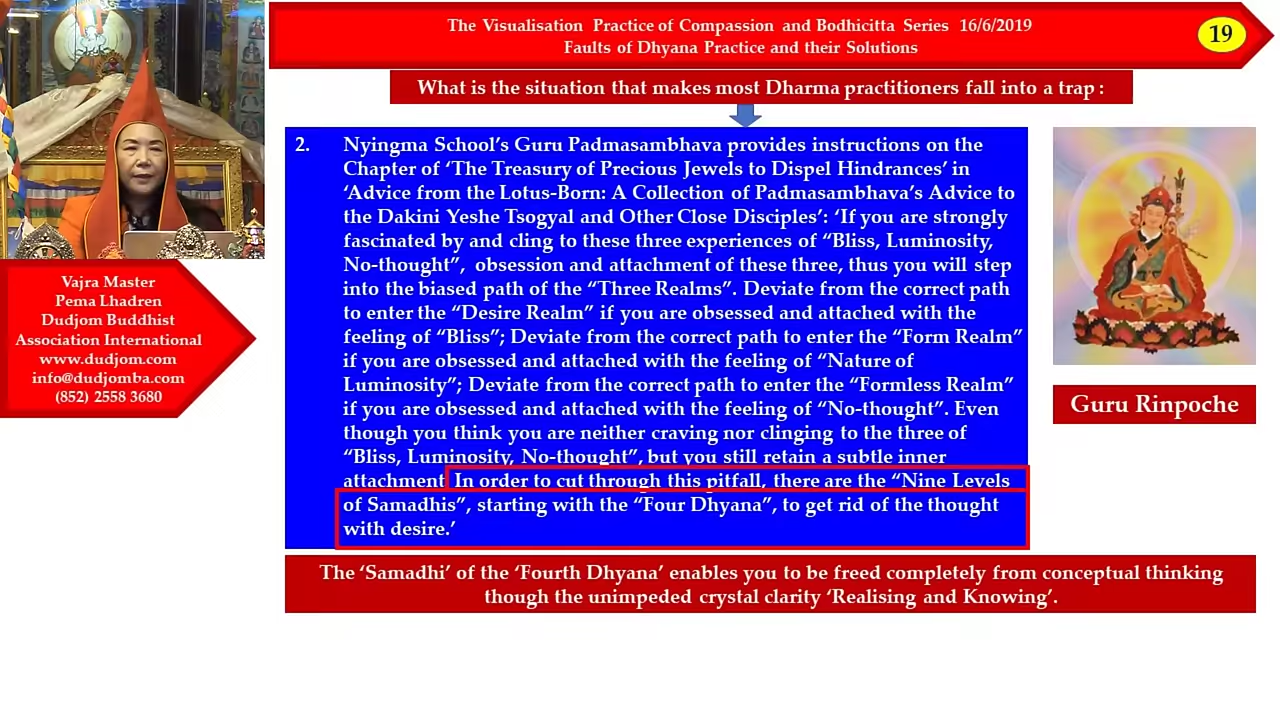 The Visualisation Practice of Compassion and Bodhicitta Series 16/6/2019
Faults of Dhyana Practice and their Solutions
19
What is the situation that makes most Dharma practitioners fall into a trap :
2. Nyingma School's Guru Padmasambhava provides instructions on the
Chapter of 'The Treasury of Precious Jewels to Dispel Hindrances' in
'Advice from the Lotus-Born: A Collection of Padmasambhava's Advice to
the Dakini Yeshe Tsogyal and Other Close Disciples': 'If you are strongly
fascinated by and cling to these three experiences of “Bliss, Luminosity,
No-thought”, obsession and attachment of these three, thus you will step
into the biased path of the “Three Realms”. Deviate from the correct path
to enter the “Desire Realm” if you are obsessed and attached with the
feeling of “Bliss”; Deviate from the correct path to enter the “Form Realm”
if you are obsessed and attached with the feeling of “Nature of
Luminosity”; Deviate from the correct path to enter the “Formless Realm”
if you are obsessed and attached with the feeling of “No-thought”. Even
though you think you are neither craving nor clinging to the three of
“Bliss, Luminosity, No-thought”, but you still retain a subtle inner
attachment. In order to cut through this pitfall, there are the “Nine Levels
of Samadhis”, starting with the “Four Dhyana”, to get rid of the thought
with desire.'
Guru Rinpoche
The 'Samadhi' of the 'Fourth Dhyana' enables you to be freed completely from conceptual thinking
though the unimpeded crystal clarity 'Realising and Knowing'.
Vajra Master
Pema Lhadren
Dudjom Buddhist
Association International
www.dudjom.com
info@dudjomba.com
(852) 2558 3680